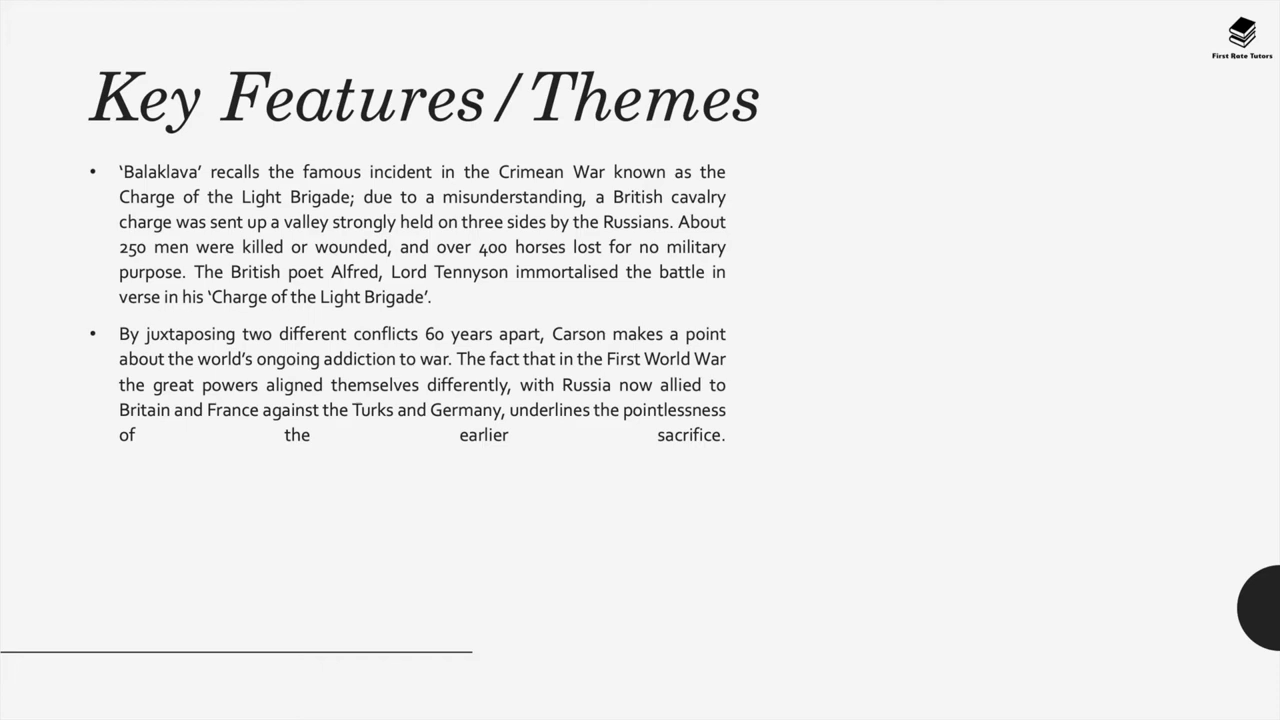 First Rate Tutors
Key Features/Themes
• ‘Balaklava’ recalls the famous incident in the Crimean War known as the
Charge of the Light Brigade; due to a misunderstanding, a British cavalry
charge was sent up a valley strongly held on three sides by the Russians. About
250 men were killed or wounded, and over 400 horses lost for no military
purpose. The British poet Alfred, Lord Tennyson immortalised the battle in
verse in his ‘Charge of the Light Brigade’.
• By juxtaposing two different conflicts 60 years apart, Carson makes a point
about the world’s ongoing addiction to war. The fact that in the First World War
the great powers aligned themselves differently, with Russia now allied to
Britain and France against the Turks and Germany, underlines the pointlessness
of the earlier sacrifice.